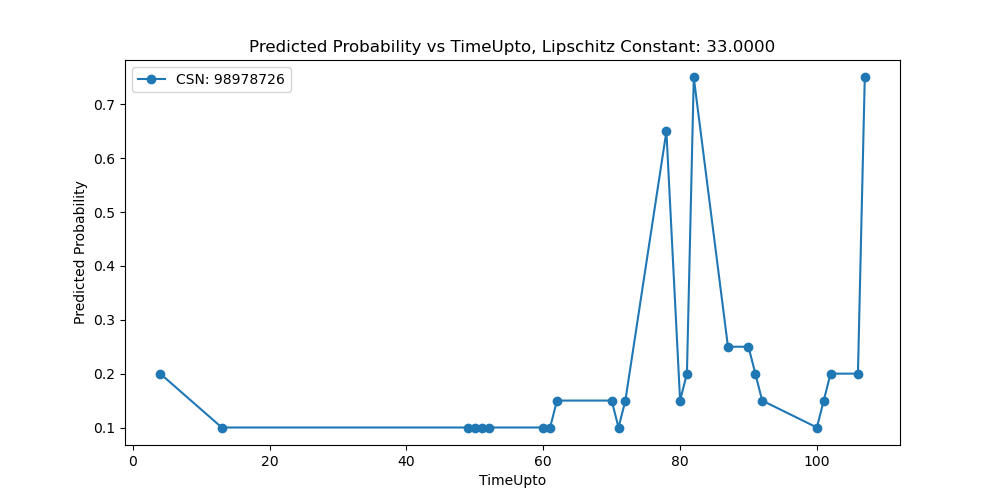 Predicted Probability vs TimeUpto, Lipschitz Constant: 33.0000
CSN: 98978726
Predicted Probability
0.7
0.6
0.5
0.4
0.3
0.2
0.1
0 20 40 60 80 100
TimeUpto